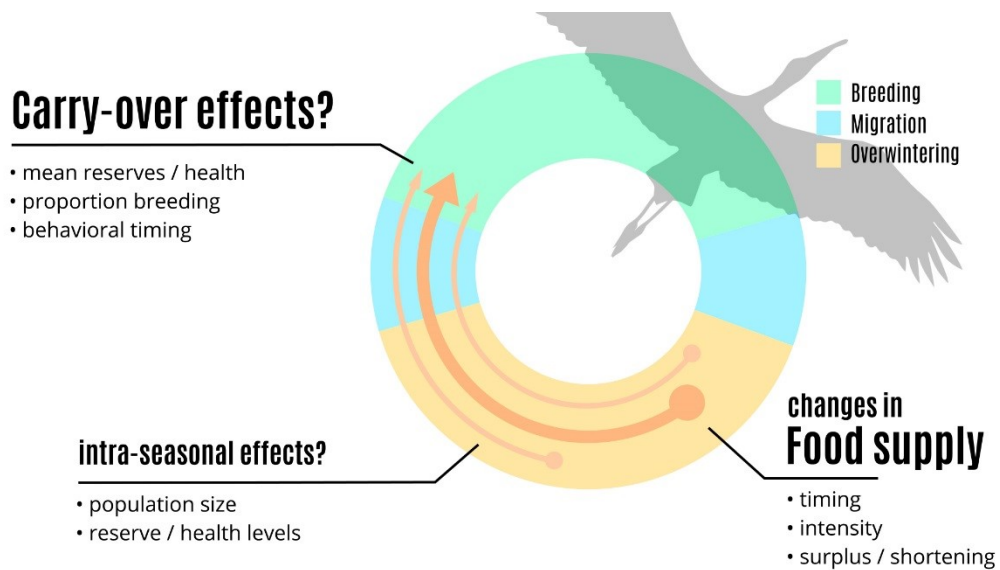 Carry-over effects?
• mean reserves / health
• proportion breeding
• behavioral timing
Breeding
Migration
Overwintering
intra-seasonal effects?
• population size
• reserve / health levels
changes in
Food supply
• timing
• intensity
• surplus / shortening